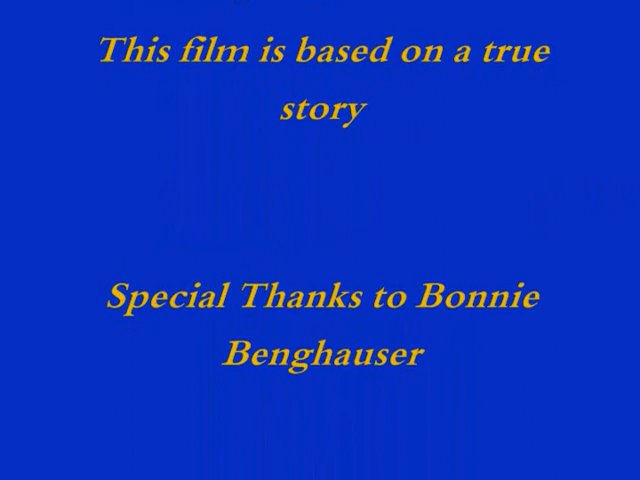 This film is based on a true
story
Special Thanks to Bonnie
Benghauser